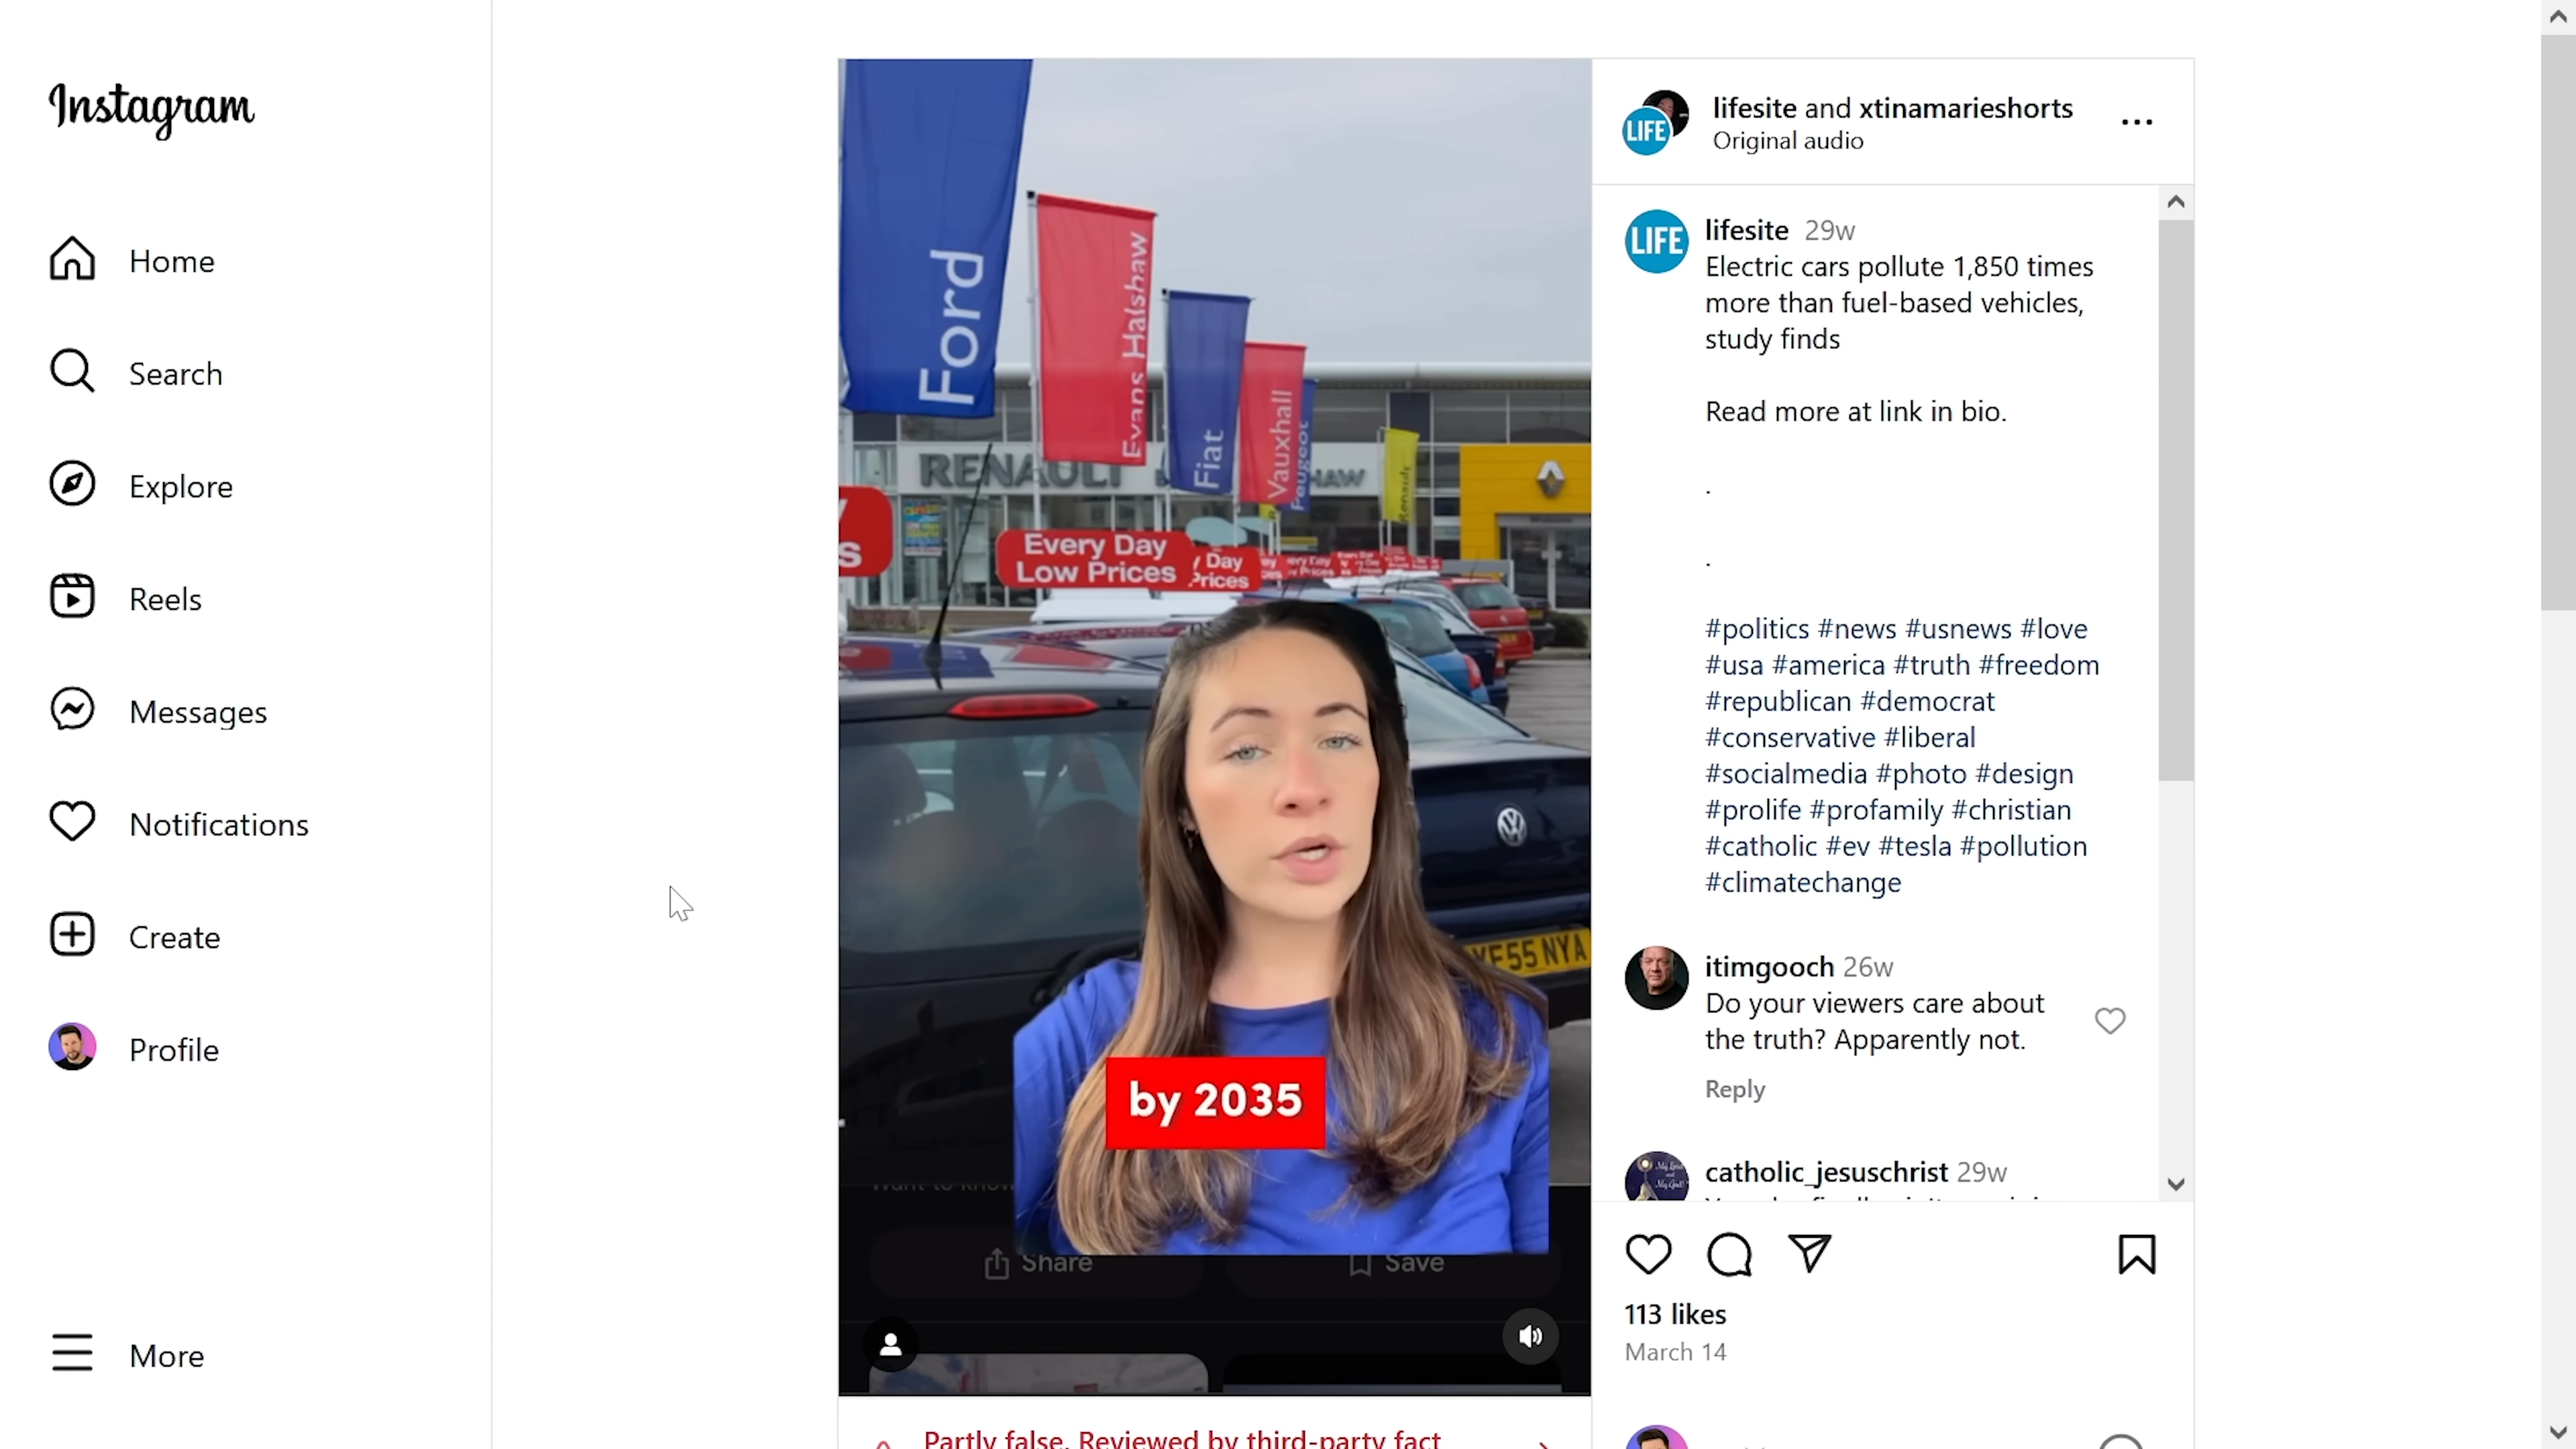 Instagram
Home
Search
Explore
Reels
Messages
Notifications
Create
Profile
More
Ford
Evans Halshaw
Fiat
Vauxhall
Peugeot
Renault
RENAULT
HAW
Every Day
Low Prices
y Day
Prices
by 2035
Share
Save
Partly false. Reviewed by third-party fact
lifesite and xtinamarieshorts
Original audio
LIFE
LIFE
lifesite 29w
Electric cars pollute 1,850 times
more than fuel-based vehicles,
study finds
Read more at link in bio.
.
.
#politics #news #usnews #love
#usa #america #truth #freedom
#republican #democrat
#conservative #liberal
#socialmedia #photo #design
#prolife #profamily #christian
#catholic #ev #tesla #pollution
#climatechange
itimgooch 26w
Do your viewers care about
the truth? Apparently not.
Reply
catholic_jesuschrist 29w
113 likes
March 14